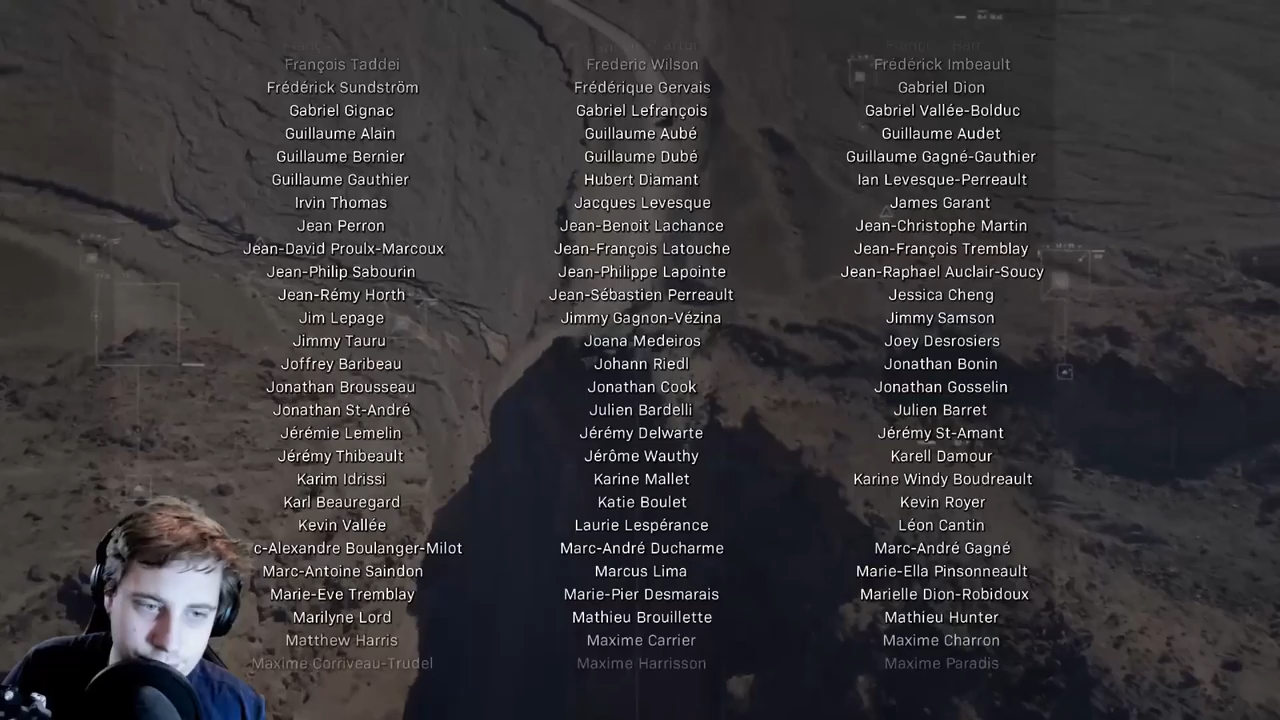 François Taddei Frederic Wilson Frédérick Imbeault
Frédérick Sundström Frédérique Gervais Gabriel Dion
Gabriel Gignac Gabriel Lefrançois Gabriel Vallée-Bolduc
Guillaume Alain Guillaume Aubé Guillaume Audet
Guillaume Bernier Guillaume Dubé Guillaume Gagné-Gauthier
Guillaume Gauthier Hubert Diamant Ian Levesque-Perreault
Irvin Thomas Jacques Levesque James Garant
Jean Perron Jean-Benoit Lachance Jean-Christophe Martin
Jean-David Proulx-Marcoux Jean-François Latouche Jean-François Tremblay
Jean-Philip Sabourin Jean-Philippe Lapointe Jean-Raphael Auclair-Soucy
Jean-Rémy Horth Jean-Sébastien Perreault Jessica Cheng
Jim Lepage Jimmy Gagnon-Vézina Jimmy Samson
Jimmy Tauru Joana Medeiros Joey Desrosiers
Joffrey Baribeau Johann Riedl Jonathan Bonin
Jonathan Brousseau Jonathan Cook Jonathan Gosselin
Jonathan St-André Julien Bardelli Julien Barret
Jérémie Lemelin Jérémy Delwarte Jérémy St-Amant
Jérémy Thibeault Jérôme Wauthy Karell Damour
Karim Idrissi Karine Mallet Karine Windy Boudreault
Karl Beauregard Katie Boulet Kevin Royer
Kevin Vallée Laurie Lespérance Léon Cantin
c-Alexandre Boulanger-Milot Marc-André Ducharme Marc-André Gagné
Marc-Antoine Saindon Marcus Lima Marie-Ella Pinsonneault
Marie-Eve Tremblay Marie-Pier Desmarais Marielle Dion-Robidoux
Marilyne Lord Mathieu Brouillette Mathieu Hunter
Matthew Harris Maxime Carrier Maxime Charron
Maxime Corriveau-Trudel Maxime Harrisson Maxime Paradis